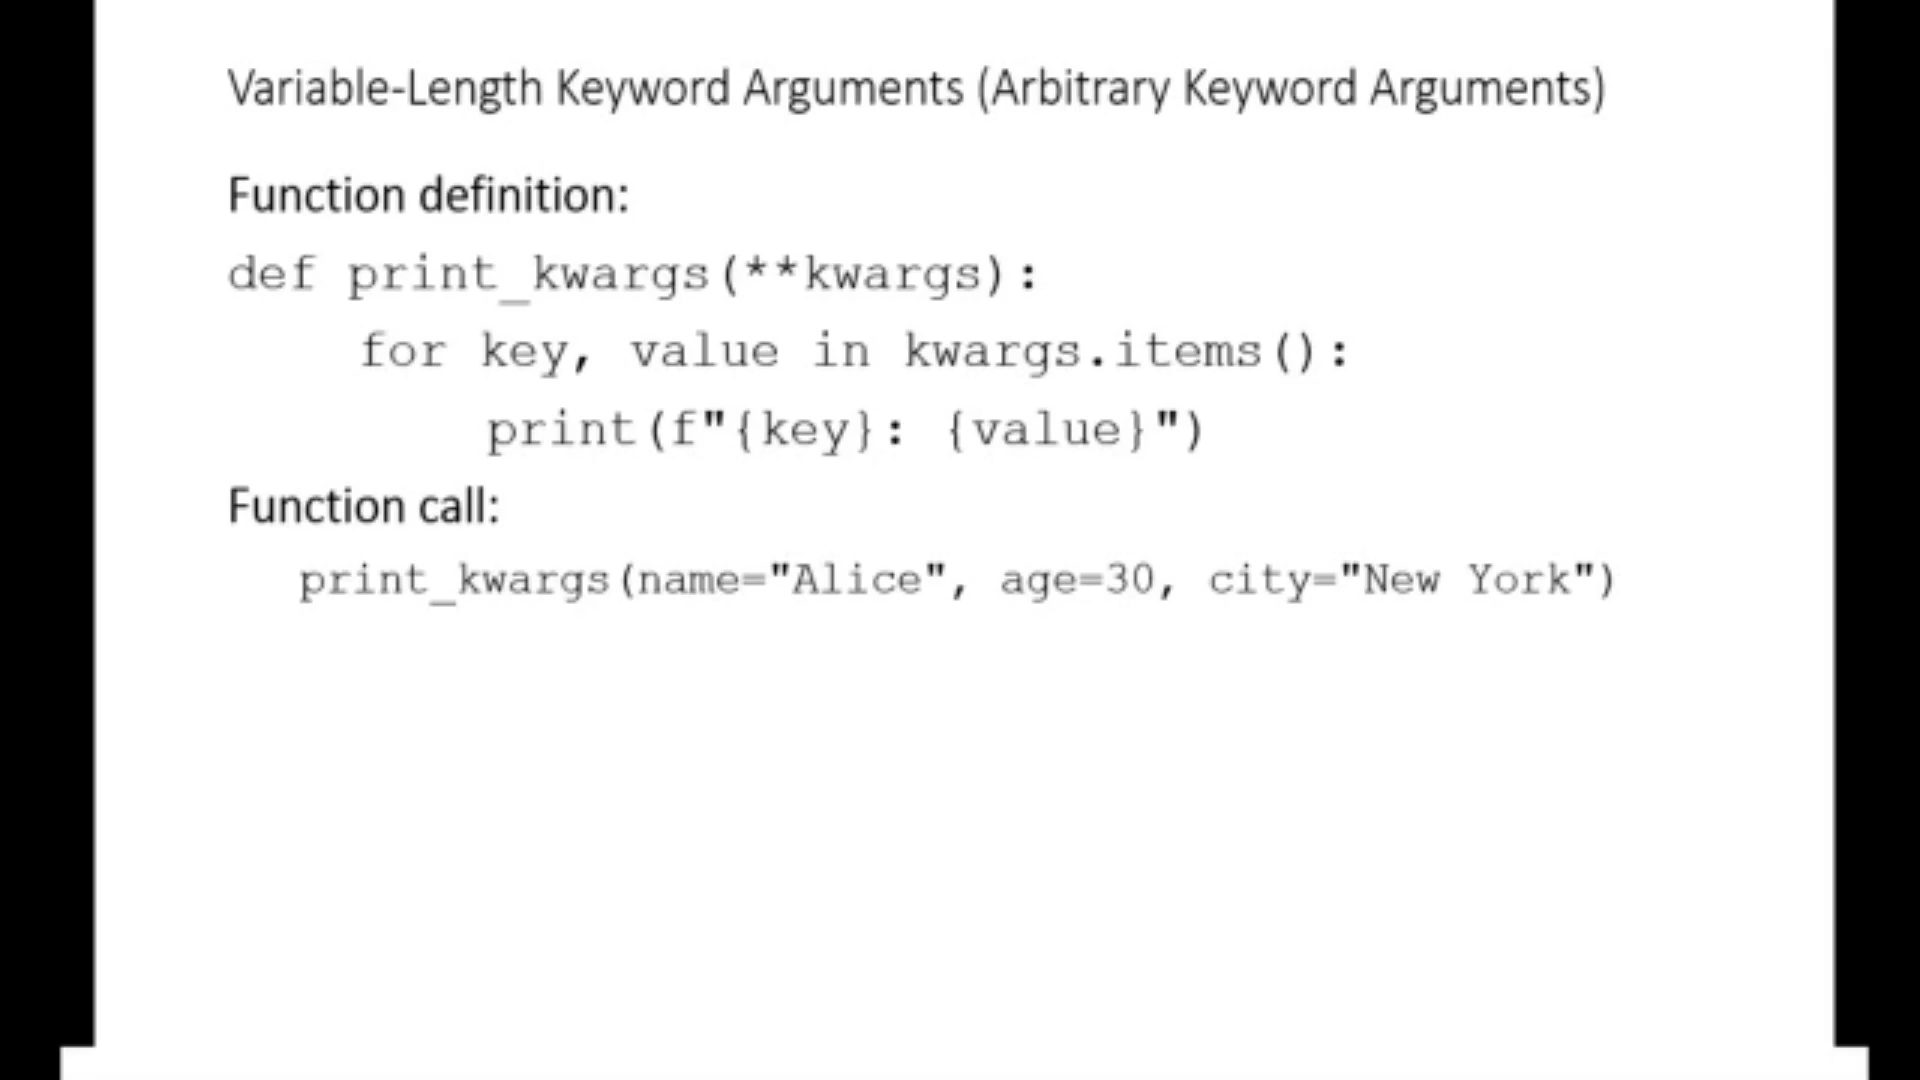 Variable-Length Keyword Arguments (Arbitrary Keyword Arguments)
Function definition:
def print_kwargs(**kwargs):
for key, value in kwargs.items():
print(f"{key}: {value}")
Function call:
print_kwargs(name="Alice", age=30, city="New York")